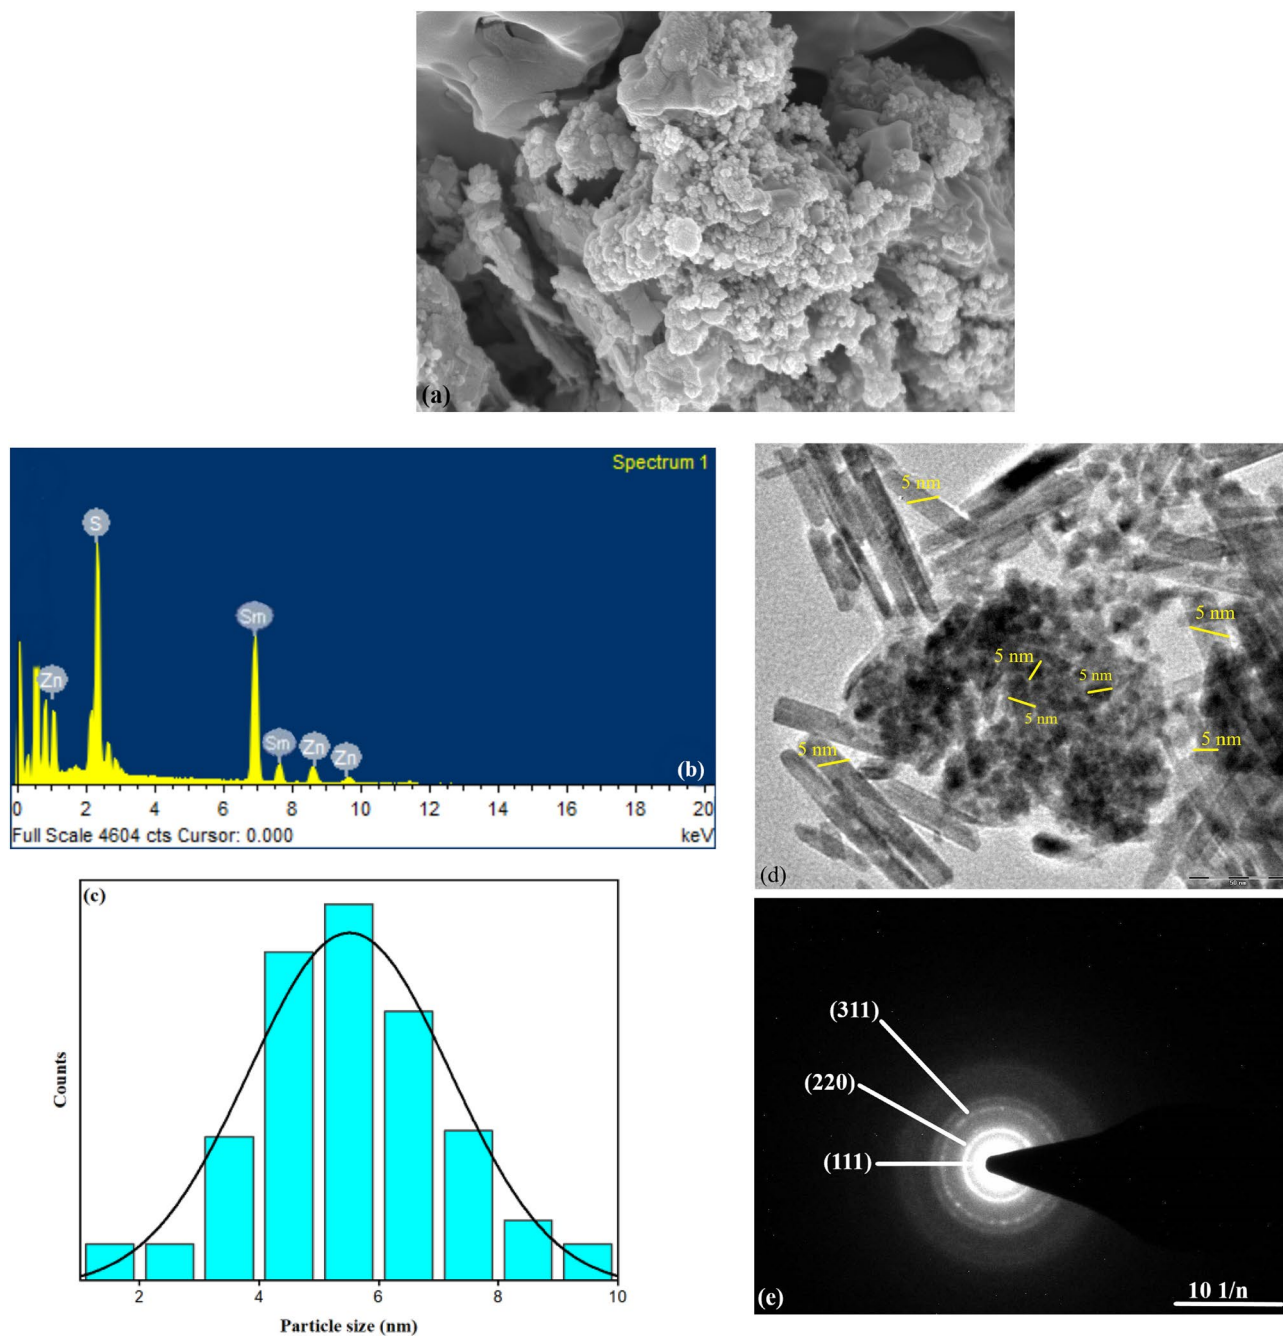 (a)
Spectrum 1
S
Zn
Sm
Sm
Zn
Zn
(b)
0 2 4 6 8 10 12 14 16 18 20
Full Scale 4604 cts Cursor: 0.000 keV
(c)
Counts
2 4 6 8 10
Particle size (nm)
5 nm
5 nm
5 nm
5 nm
5 nm
5 nm
5 nm
(d)
50 nm
(311)
(220)
(111)
(e)
10 1/n